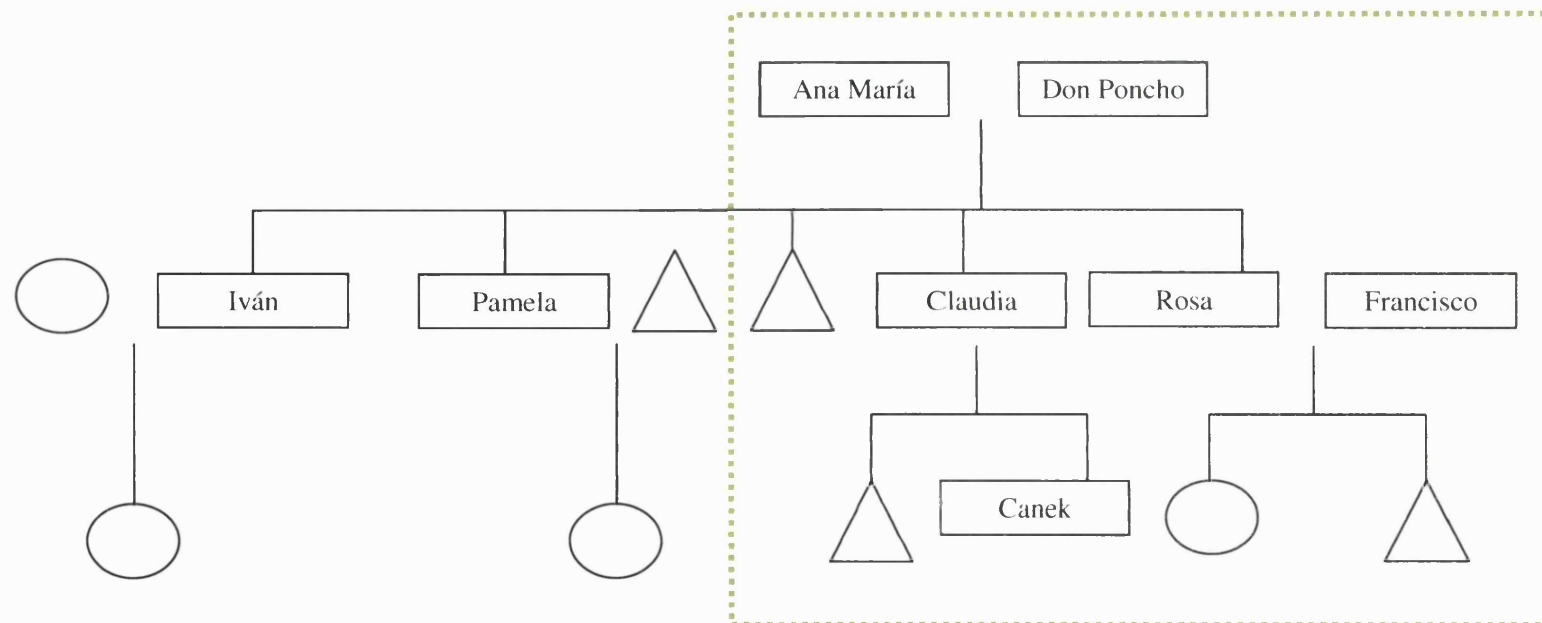 Ana María
Don Poncho
Iván
Pamela
Claudia
Rosa
Francisco
Canek